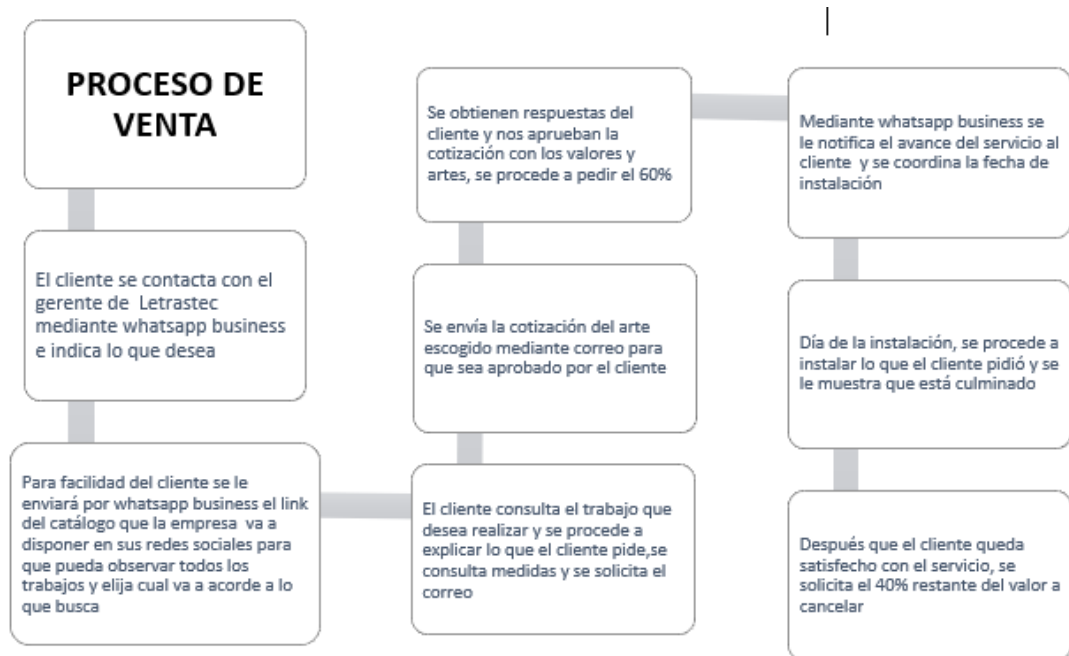 PROCESO DE
VENTA
El cliente se contacta con el
gerente de Letrastec
mediante whatsapp business
e indica lo que desea
Para facilidad del cliente se le
enviará por whatsapp business el link
del catálogo que la empresa va a
disponer en sus redes sociales para
que pueda observar todos los
trabajos y elija cual va a acorde a lo
que busca
El cliente consulta el trabajo que
desea realizar y se procede a
explicar lo que el cliente pide,se
consulta medidas y se solicita el
correo
Se envía la cotización del arte
escogido mediante correo para
que sea aprobado por el cliente
Se obtienen respuestas del
cliente y nos aprueban la
cotización con los valores y
artes, se procede a pedir el 60%
Mediante whatsapp business se
le notifica el avance del servicio al
cliente y se coordina la fecha de
instalación
Día de la instalación, se procede a
instalar lo que el cliente pidió y se
le muestra que está culminado
Después que el cliente queda
satisfecho con el servicio, se
solicita el 40% restante del valor a
cancelar